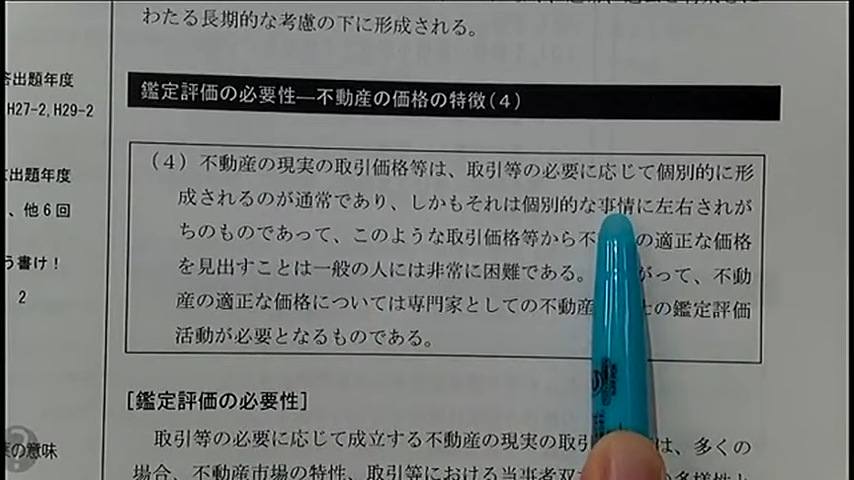 わたる長期的な考慮の下に形成される。
答出題年度
H27-2, H29-2
鑑定評価の必要性―不動産の価格の特徴（4）
出題年度
、他6回
う書け！
2
（4）不動産の現実の取引価格等は、取引等の必要に応じて個別的に形
成されるのが通常であり、しかもそれは個別的な事情に左右されが
ちのものであって、このような取引価格等から不の適正な価格
を見出すことは一般の人には非常に困難である。がって、不動
産の適正な価格については専門家としての不動産の鑑定評価
活動が必要となるものである。
［鑑定評価の必要性］
の意味
取引等の必要に応じて成立する不動産の現実の取引は、多くの
場合、不動産市場の特性、取引等における当事者双の多様性と